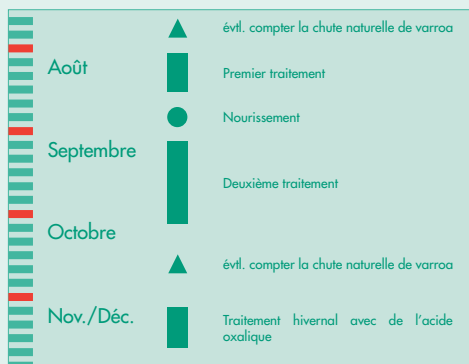 évtl. compter la chute naturelle de varroa
Août
Premier traitement
Nourissement
Septembre
Deuxième traitement
Octobre
évtl. compter la chute naturelle de varroa
Nov./Déc.
Traitement hivernal avec de l'acide
oxalique